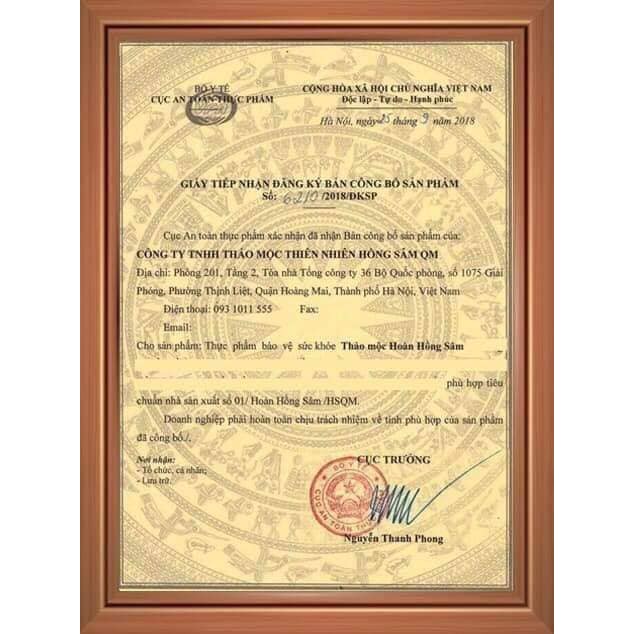 BỘ Y TẾ
CỤC AN TOÀN THỰC PHẨM
CỘNG HÒA XÃ HỘI CHỦ NGHĨA VIỆT NAM
Độc lập - Tự do - Hạnh phúc
Hà Nội, ngày 25 tháng 9 năm 2018
GIẤY TIẾP NHẬN ĐĂNG KÝ BẢN CÔNG BỐ SẢN PHẨM
Số: 6210/2018/ĐKSP
Cục An toàn thực phẩm xác nhận đã nhận Bản công bố sản phẩm của:
CÔNG TY TNHH THẢO MỘC THIÊN NHIÊN HỒNG SÂM QM
Địa chỉ: Phòng 201, Tầng 2, Tòa nhà Tổng công ty 36 Bộ Quốc phòng, số 1075 Giải
Phóng, Phường Thịnh Liệt, Quận Hoàng Mai, Thành phố Hà Nội, Việt Nam
Điện thoại: 093 1011 555 Fax:
Email:
Cho sản phẩm: Thực phẩm bảo vệ sức khỏe Thảo mộc Hoàn Hồng Sâm
phù hợp tiêu
chuẩn nhà sản xuất số 01/ Hoàn Hồng Sâm /HSQM.
Doanh nghiệp phải hoàn toàn chịu trách nhiệm về tính phù hợp của sản phẩm
đã công bố./.
Nơi nhận:
- Tổ chức, cá nhân;
- Lưu trữ.
CỤC TRƯỞNG
BỘ Y TẾ
CỤC AN TOÀN THỰC
Nguyễn Thanh Phong